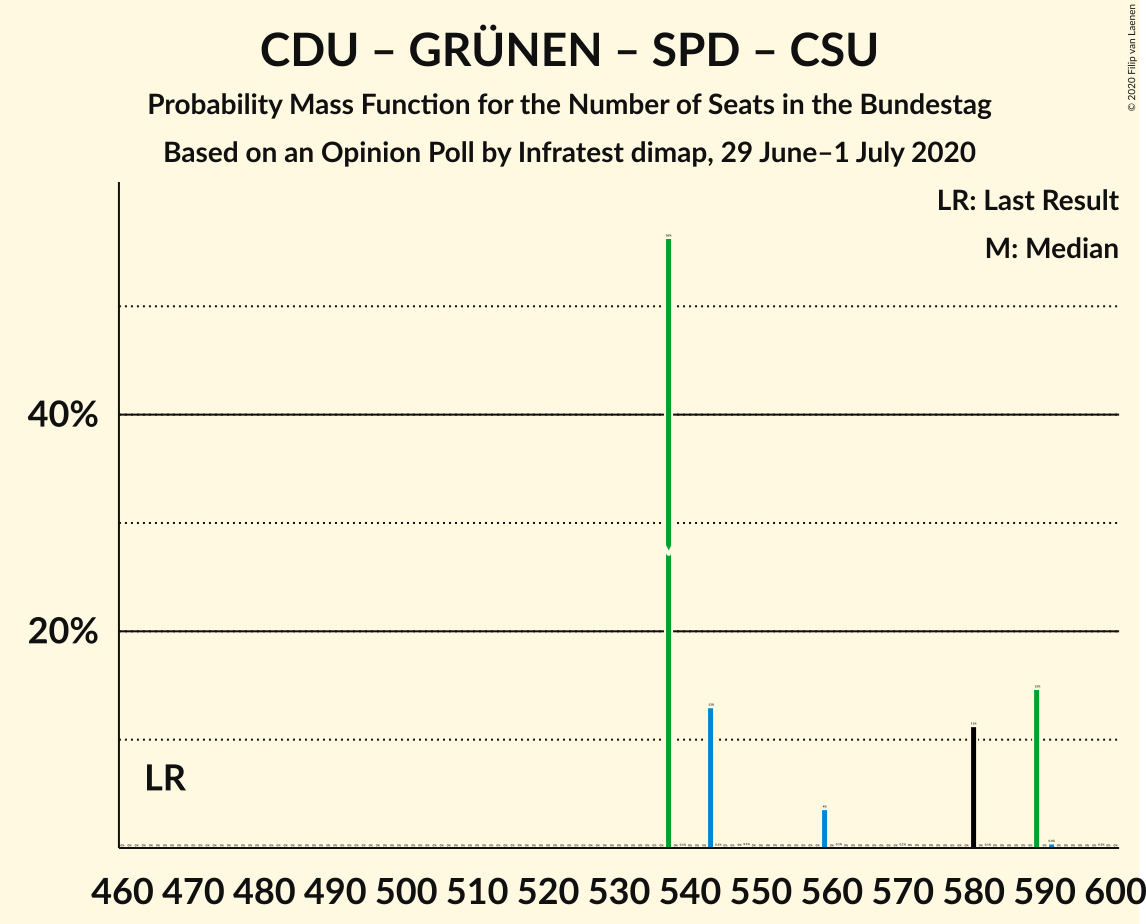 CDU – GRÜNEN – SPD – CSU
Probability Mass Function for the Number of Seats in the Bundestag
Based on an Opinion Poll by Infratest dimap, 29 June–1 July 2020
© 2020 Filip van Laenen
LR: Last Result
M: Median
40%
20%
LR
460 470 480 490 500 510 520 530 540 550 560 570 580 590 600